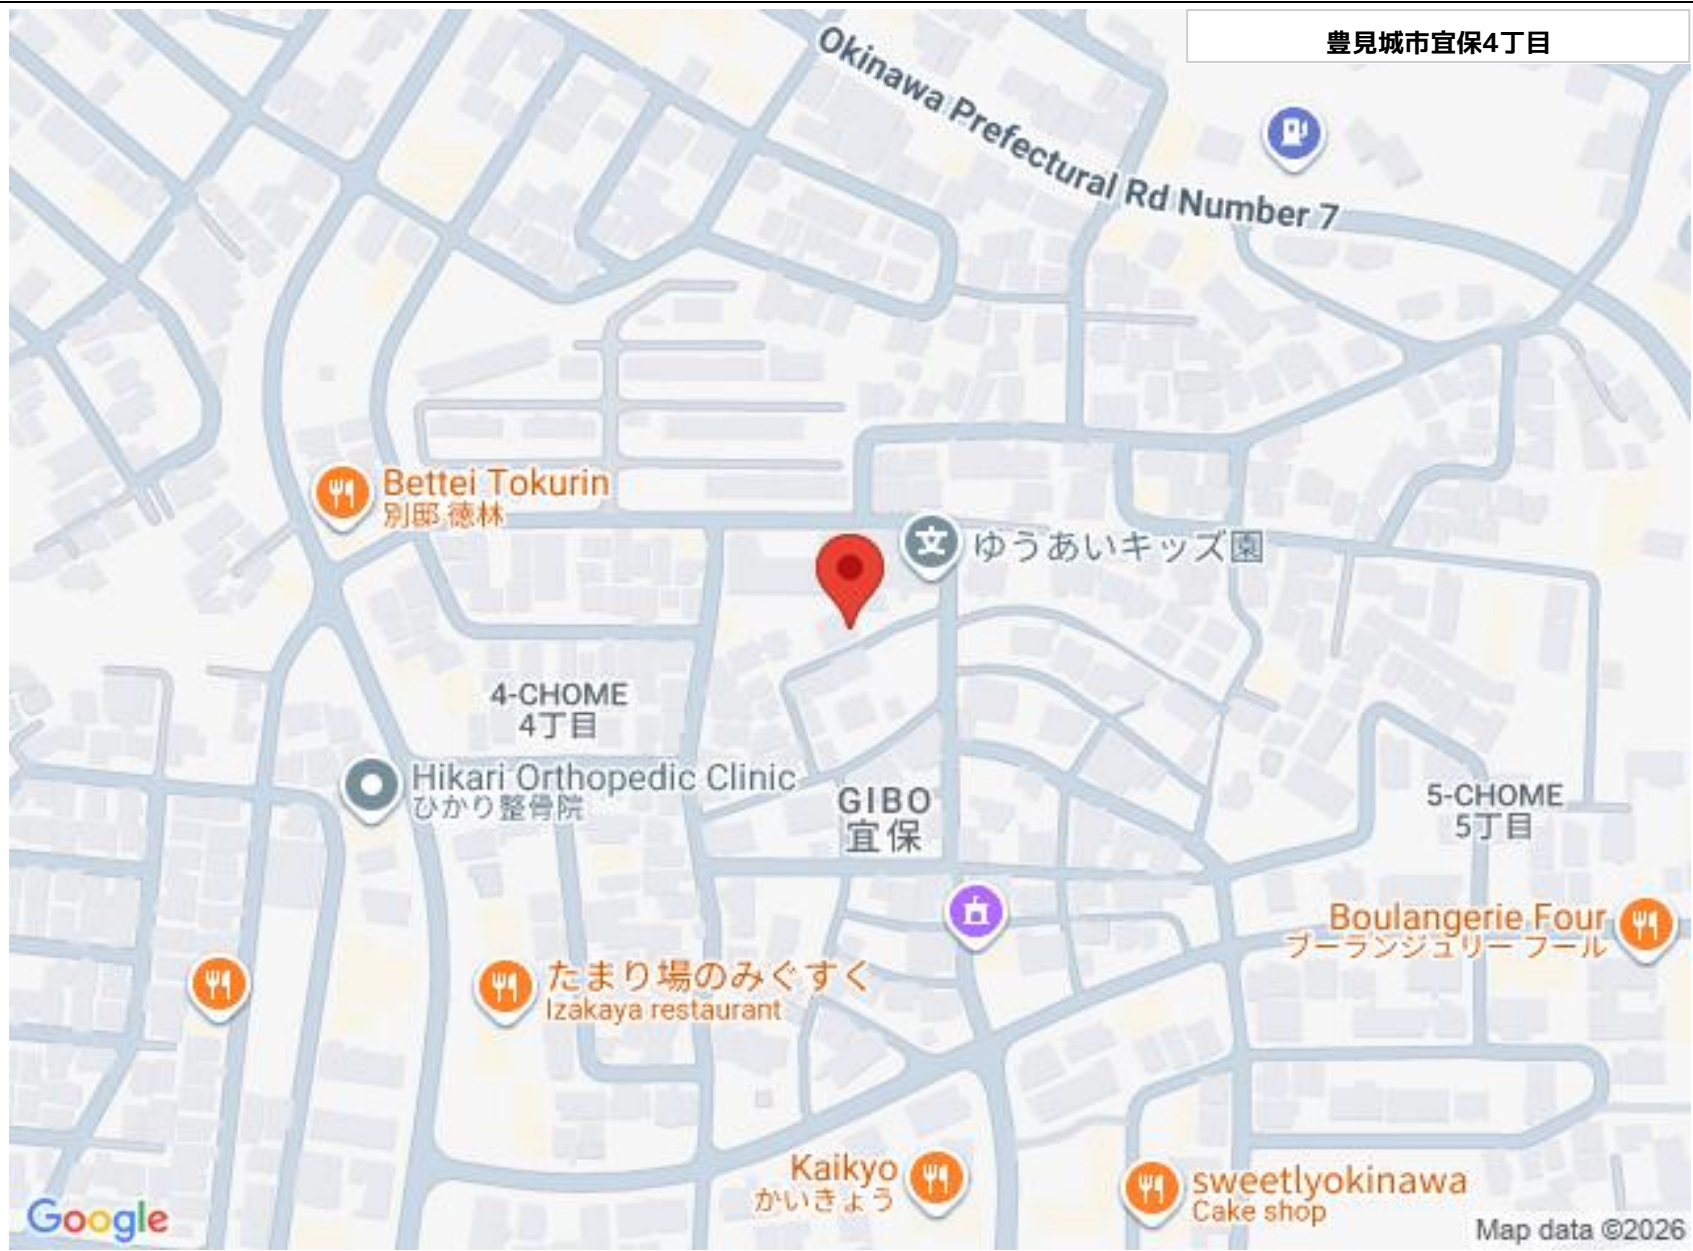 豊見城市宜保4丁目
Okinawa Prefectural Rd Number 7
Bettei Tokurin
別邸 徳林
ゆうあいキッズ園
4-CHOME
4丁目
Hikari Orthopedic Clinic
ひかり整骨院
GIBO
宜保
5-CHOME
5丁目
Boulangerie Four
ブーランジュリー フール
たまり場のみぐすく
Izakaya restaurant
Kaikyo
かいきょう
sweetlyokinawa
Cake shop
Google
Map data ©2026